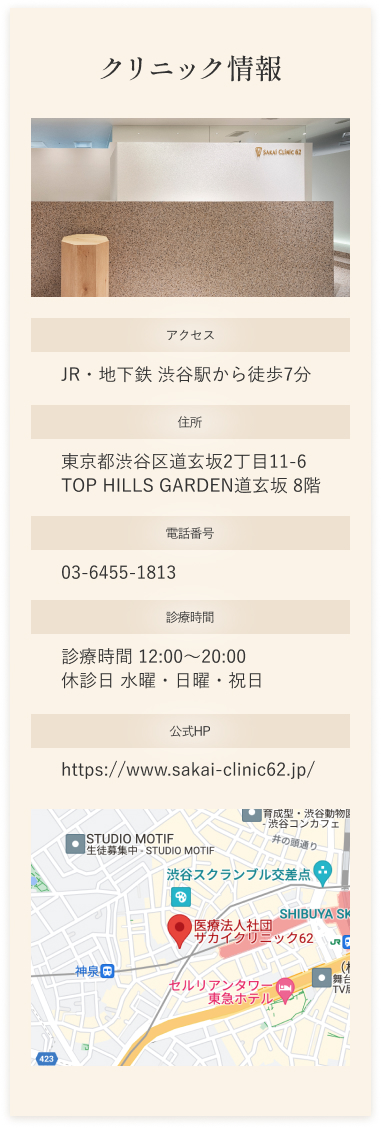 クリニック情報
SAKAI CLINIC 62
アクセス
JR・地下鉄 渋谷駅から徒歩7分
住所
東京都渋谷区道玄坂2丁目11-6
TOP HILLS GARDEN道玄坂 8階
電話番号
03-6455-1813
診療時間
診療時間 12:00〜20:00
休診日 水曜・日曜・祝日
公式HP
https://www.sakai-clinic62.jp/
育成型・渋谷動物園
- 渋谷コンカフェ
STUDIO MOTIF
生徒募集中 - STUDIO MOTIF
井の頭通り
渋谷スクランブル交差点
SHIBUYA SK
医療法人社団
ザカイクリニック62
JR
神泉
セルリアンタワー
東急ホテル
舞台
TV局
423